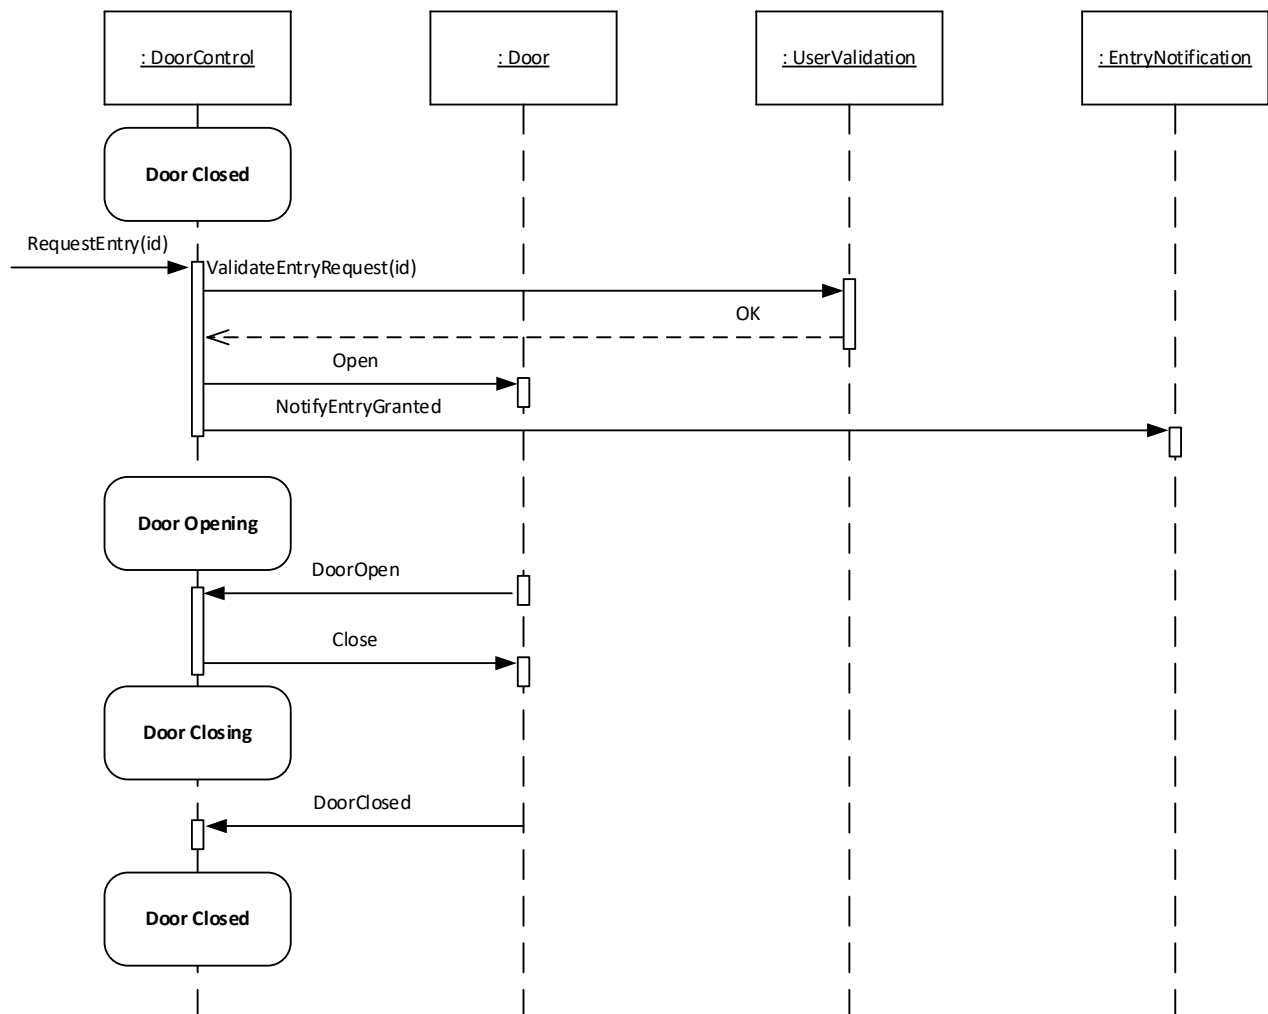 : DoorControl
: Door
: UserValidation
: EntryNotification
Door Closed
RequestEntry(id)
ValidateEntryRequest(id)
OK
Open
NotifyEntryGranted
Door Opening
DoorOpen
Close
Door Closing
DoorClosed
Door Closed